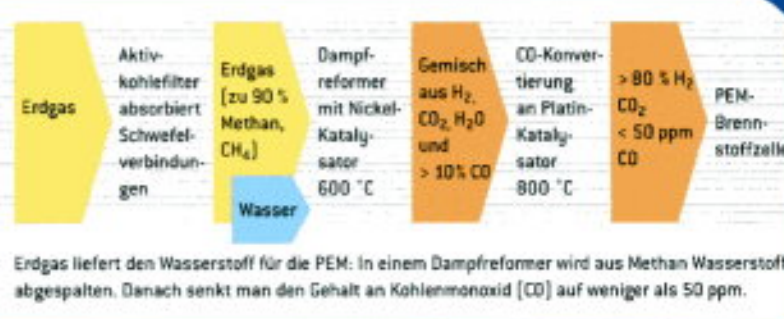 Erdgas
Aktiv-
kohlefilter
absorbiert
Schwefel-
verbindun-
gen
Erdgas
(zu 90 %
Methan,
CH₄)
Wasser
Dampf-
reformer
mit Nickel-
Kataly-
sator
600 °C
Gemisch
aus H₂,
CO₂, H₂O
und
> 10% CO
CO-Konver-
tierung
an Platin-
Kataly-
sator
800 °C
> 80 % H₂
CO₂
< 50 ppm
CO
PEM-
Brenn-
stoffzelle
Erdgas liefert den Wasserstoff für die PEM: In einem Dampfreformer wird aus Methan Wasserstoff
abgespalten. Danach senkt man den Gehalt an Kohlenmonoxid (CO) auf weniger als 50 ppm.